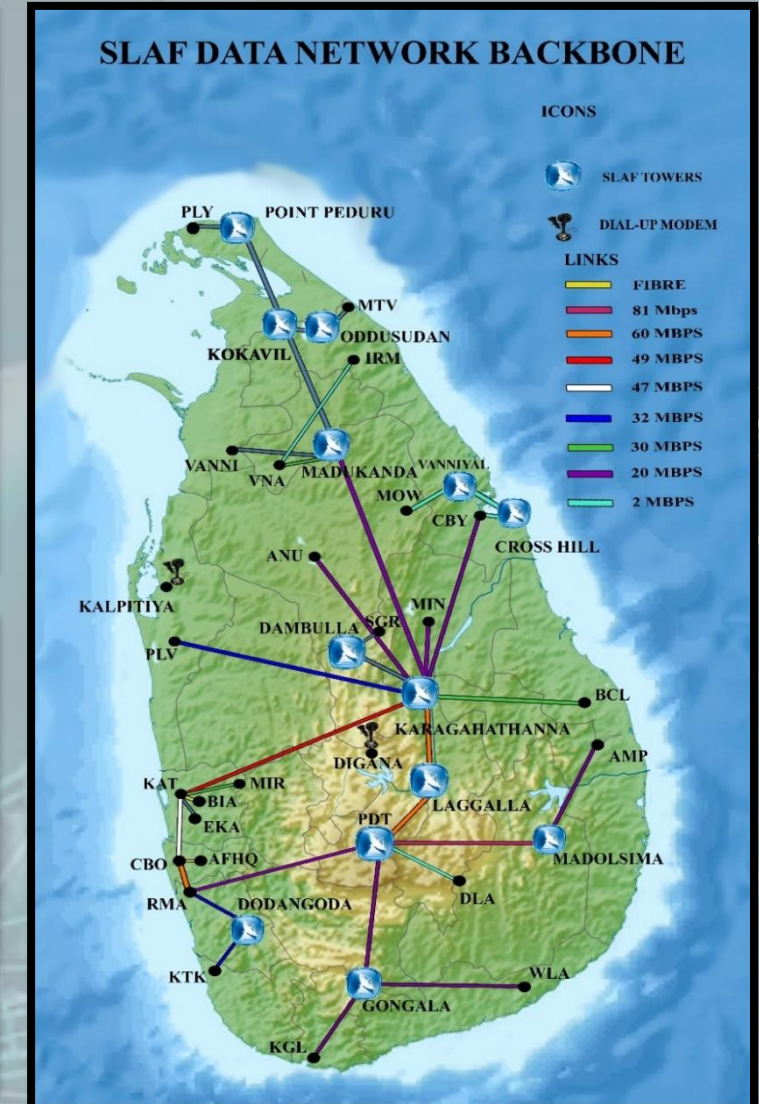 SLAF DATA NETWORK BACKBONE
ICONS
SLAF TOWERS
DIAL-UP MODEM
LINKS
FIBRE
81 Mbps
60 MBPS
49 MBPS
47 MBPS
32 MBPS
30 MBPS
20 MBPS
2 MBPS
PLY
POINT PEDURU
MTV
ODDUSUDAN
KOKAVIL
IRM
VANNI
VNA
MADUKANDA
VANNIYAL
MOW
CBY
CROSS HILL
ANU
KALPITIYA
MIN
SGR
DAMBULLA
PLV
BCL
KARAGAHATHANNA
AMP
DIGANA
KAT
MIR
BIA
LAGGALLA
EKA
PDT
CBO
AFHQ
MADOLSIMA
RMA
DODANGODA
DLA
KTK
WLA
GONGALA
KGL